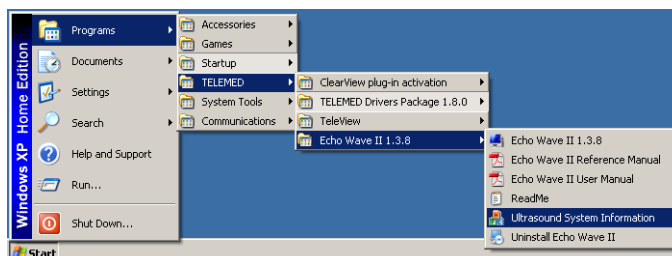 Windows XP Home Edition
Programs
Documents
Settings
Search
Help and Support
Run...
Shut Down...
Start
Accessories
Games
Startup
TELEMED
System Tools
Communications
ClearView plug-in activation
TELEMED Drivers Package 1.8.0
TeleView
Echo Wave II 1.3.8
Echo Wave II 1.3.8
Echo Wave II Reference Manual
Echo Wave II User Manual
ReadMe
Ultrasound System Information
Uninstall Echo Wave II